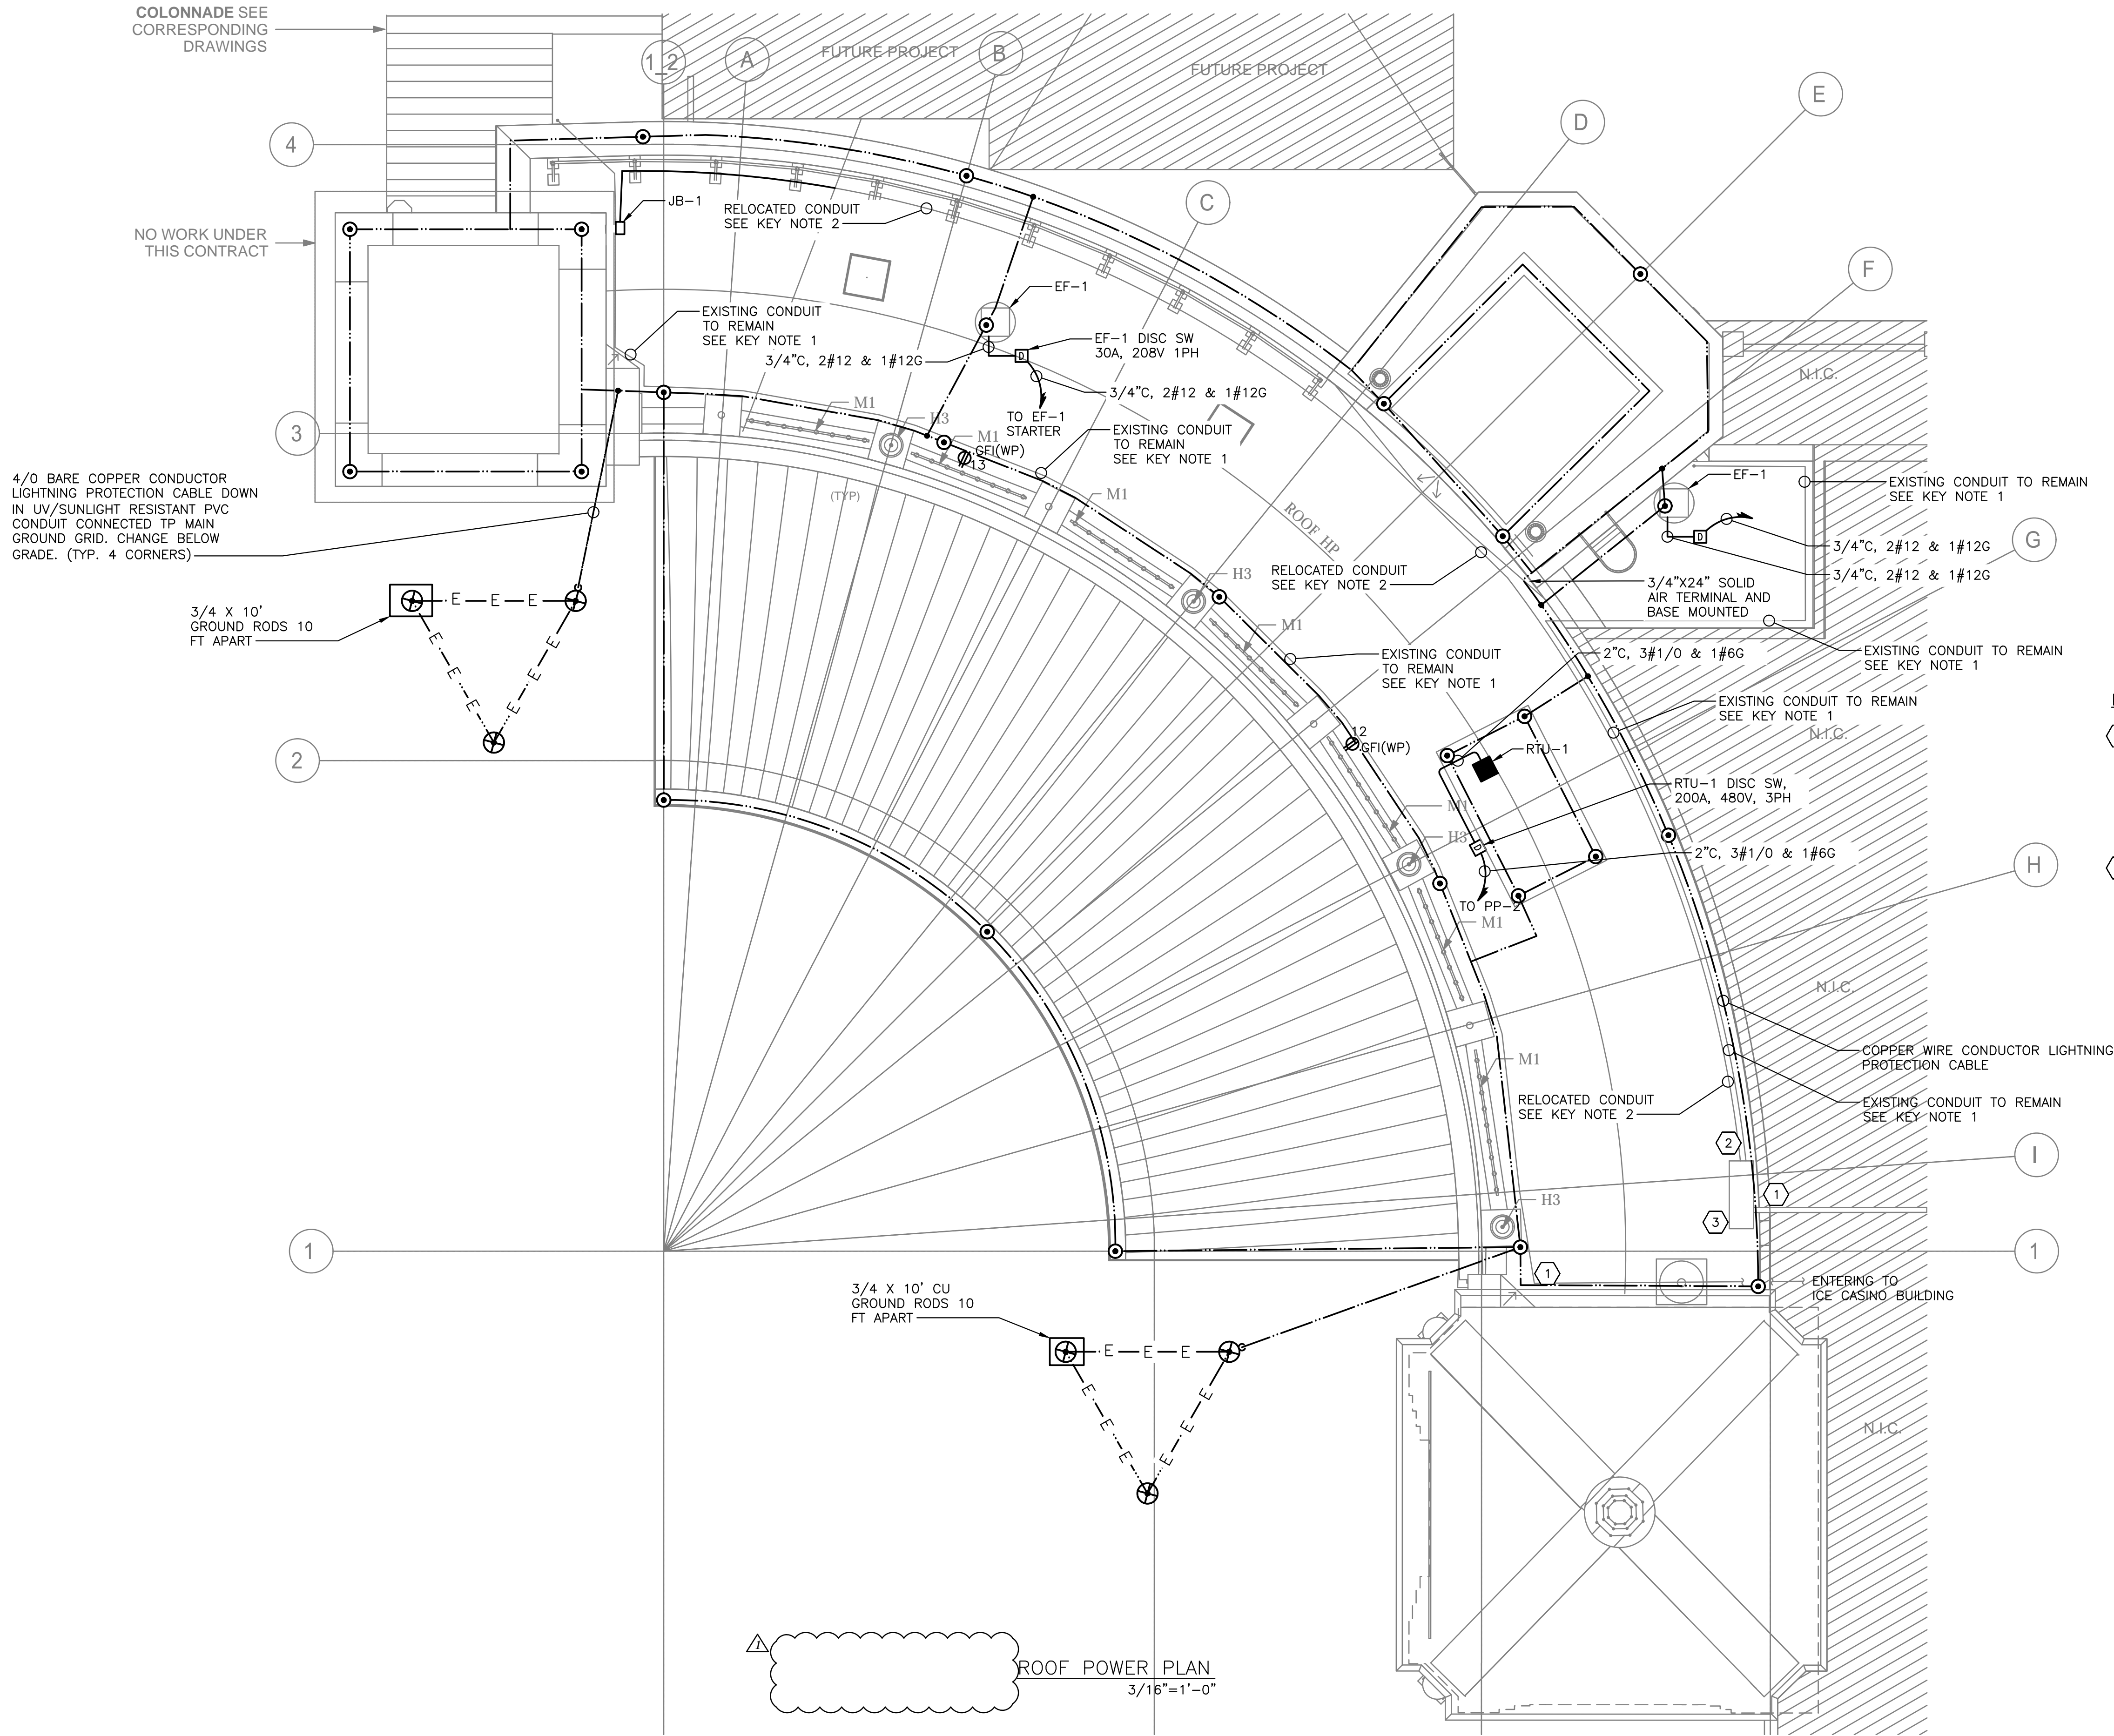 COLONNADE SEE
CORRESPONDING
DRAWINGS
1_2
A
FUTURE PROJECT
B
FUTURE PROJECT
E
D
4
C
JB-1
RELOCATED CONDUIT
SEE KEY NOTE 2
NO WORK UNDER
THIS CONTRACT
F
EF-1
EXISTING CONDUIT
TO REMAIN
SEE KEY NOTE 1
EF-1 DISC SW
30A, 208V 1PH
3/4"C, 2#12 & 1#12G
N.I.C.
3/4"C, 2#12 & 1#12G
TO EF-1
STARTER
M1
H3
3
M1
GFI(WP)
13
EXISTING CONDUIT
TO REMAIN
SEE KEY NOTE 1
4/0 BARE COPPER CONDUCTOR
LIGHTNING PROTECTION CABLE DOWN
IN UV/SUNLIGHT RESISTANT PVC
CONDUIT CONNECTED TP MAIN
GROUND GRID. CHANGE BELOW
GRADE. (TYP. 4 CORNERS)
(TYP)
M1
ROOF HP
EF-1
EXISTING CONDUIT TO REMAIN
SEE KEY NOTE 1
D
D
G
3/4"C, 2#12 & 1#12G
3/4"C, 2#12 & 1#12G
H3
RELOCATED CONDUIT
SEE KEY NOTE 2
3/4"X24" SOLID
AIR TERMINAL AND
BASE MOUNTED
3/4 X 10'
GROUND RODS 10
FT APART
E E E
E E E
E E E
M1
EXISTING CONDUIT
TO REMAIN
SEE KEY NOTE 1
2"C, 3#1/0 & 1#6G
EXISTING CONDUIT TO REMAIN
SEE KEY NOTE 1
EXISTING CONDUIT TO REMAIN
SEE KEY NOTE 1
N.I.C.
12
GFI(WP)
RTU-1
2
RTU-1 DISC SW,
200A, 480V, 3PH
M1
H3
D
2"C, 3#1/0 & 1#6G
H
TO PP-2
M1
N.I.C.
M1
COPPER WIRE CONDUCTOR LIGHTNING
PROTECTION CABLE
RELOCATED CONDUIT
SEE KEY NOTE 2
EXISTING CONDUIT TO REMAIN
SEE KEY NOTE 1
2
I
1
H3
3
1
1
1
ENTERING TO
ICE CASINO BUILDING
3/4 X 10' CU
GROUND RODS 10
FT APART
E E E
E E E
E E E
N.I.C.
1
ROOF POWER PLAN
3/16"=1'-0"